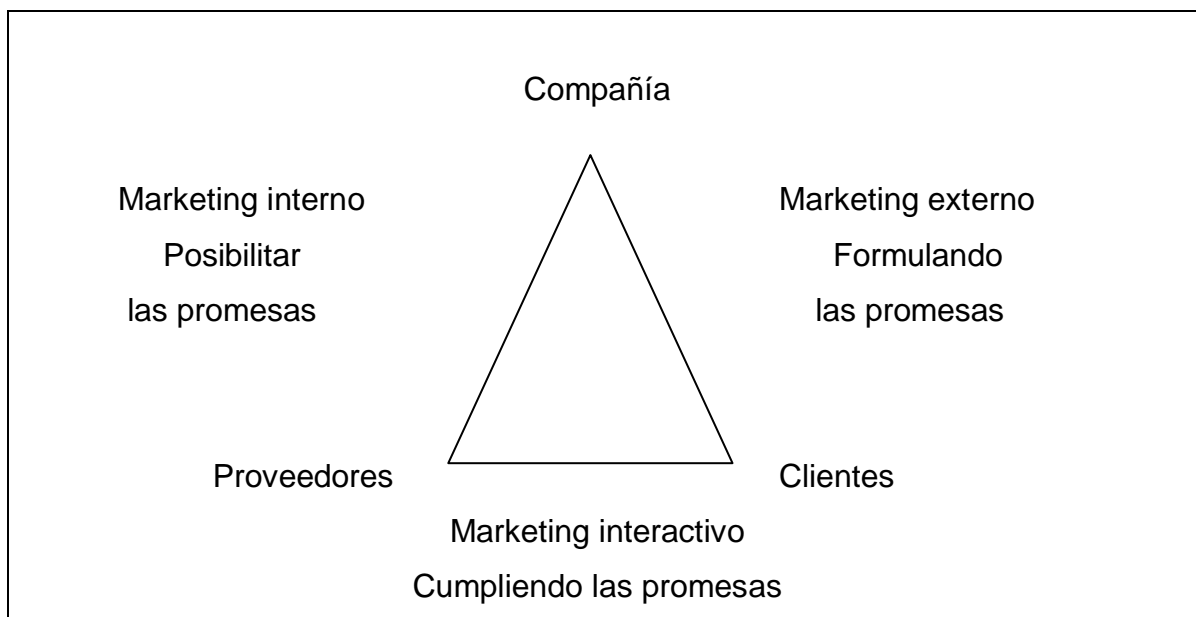 Compañía
Marketing interno
Posibilitar
las promesas
Marketing externo
Formulando
las promesas
Proveedores
Clientes
Marketing interactivo
Cumpliendo las promesas